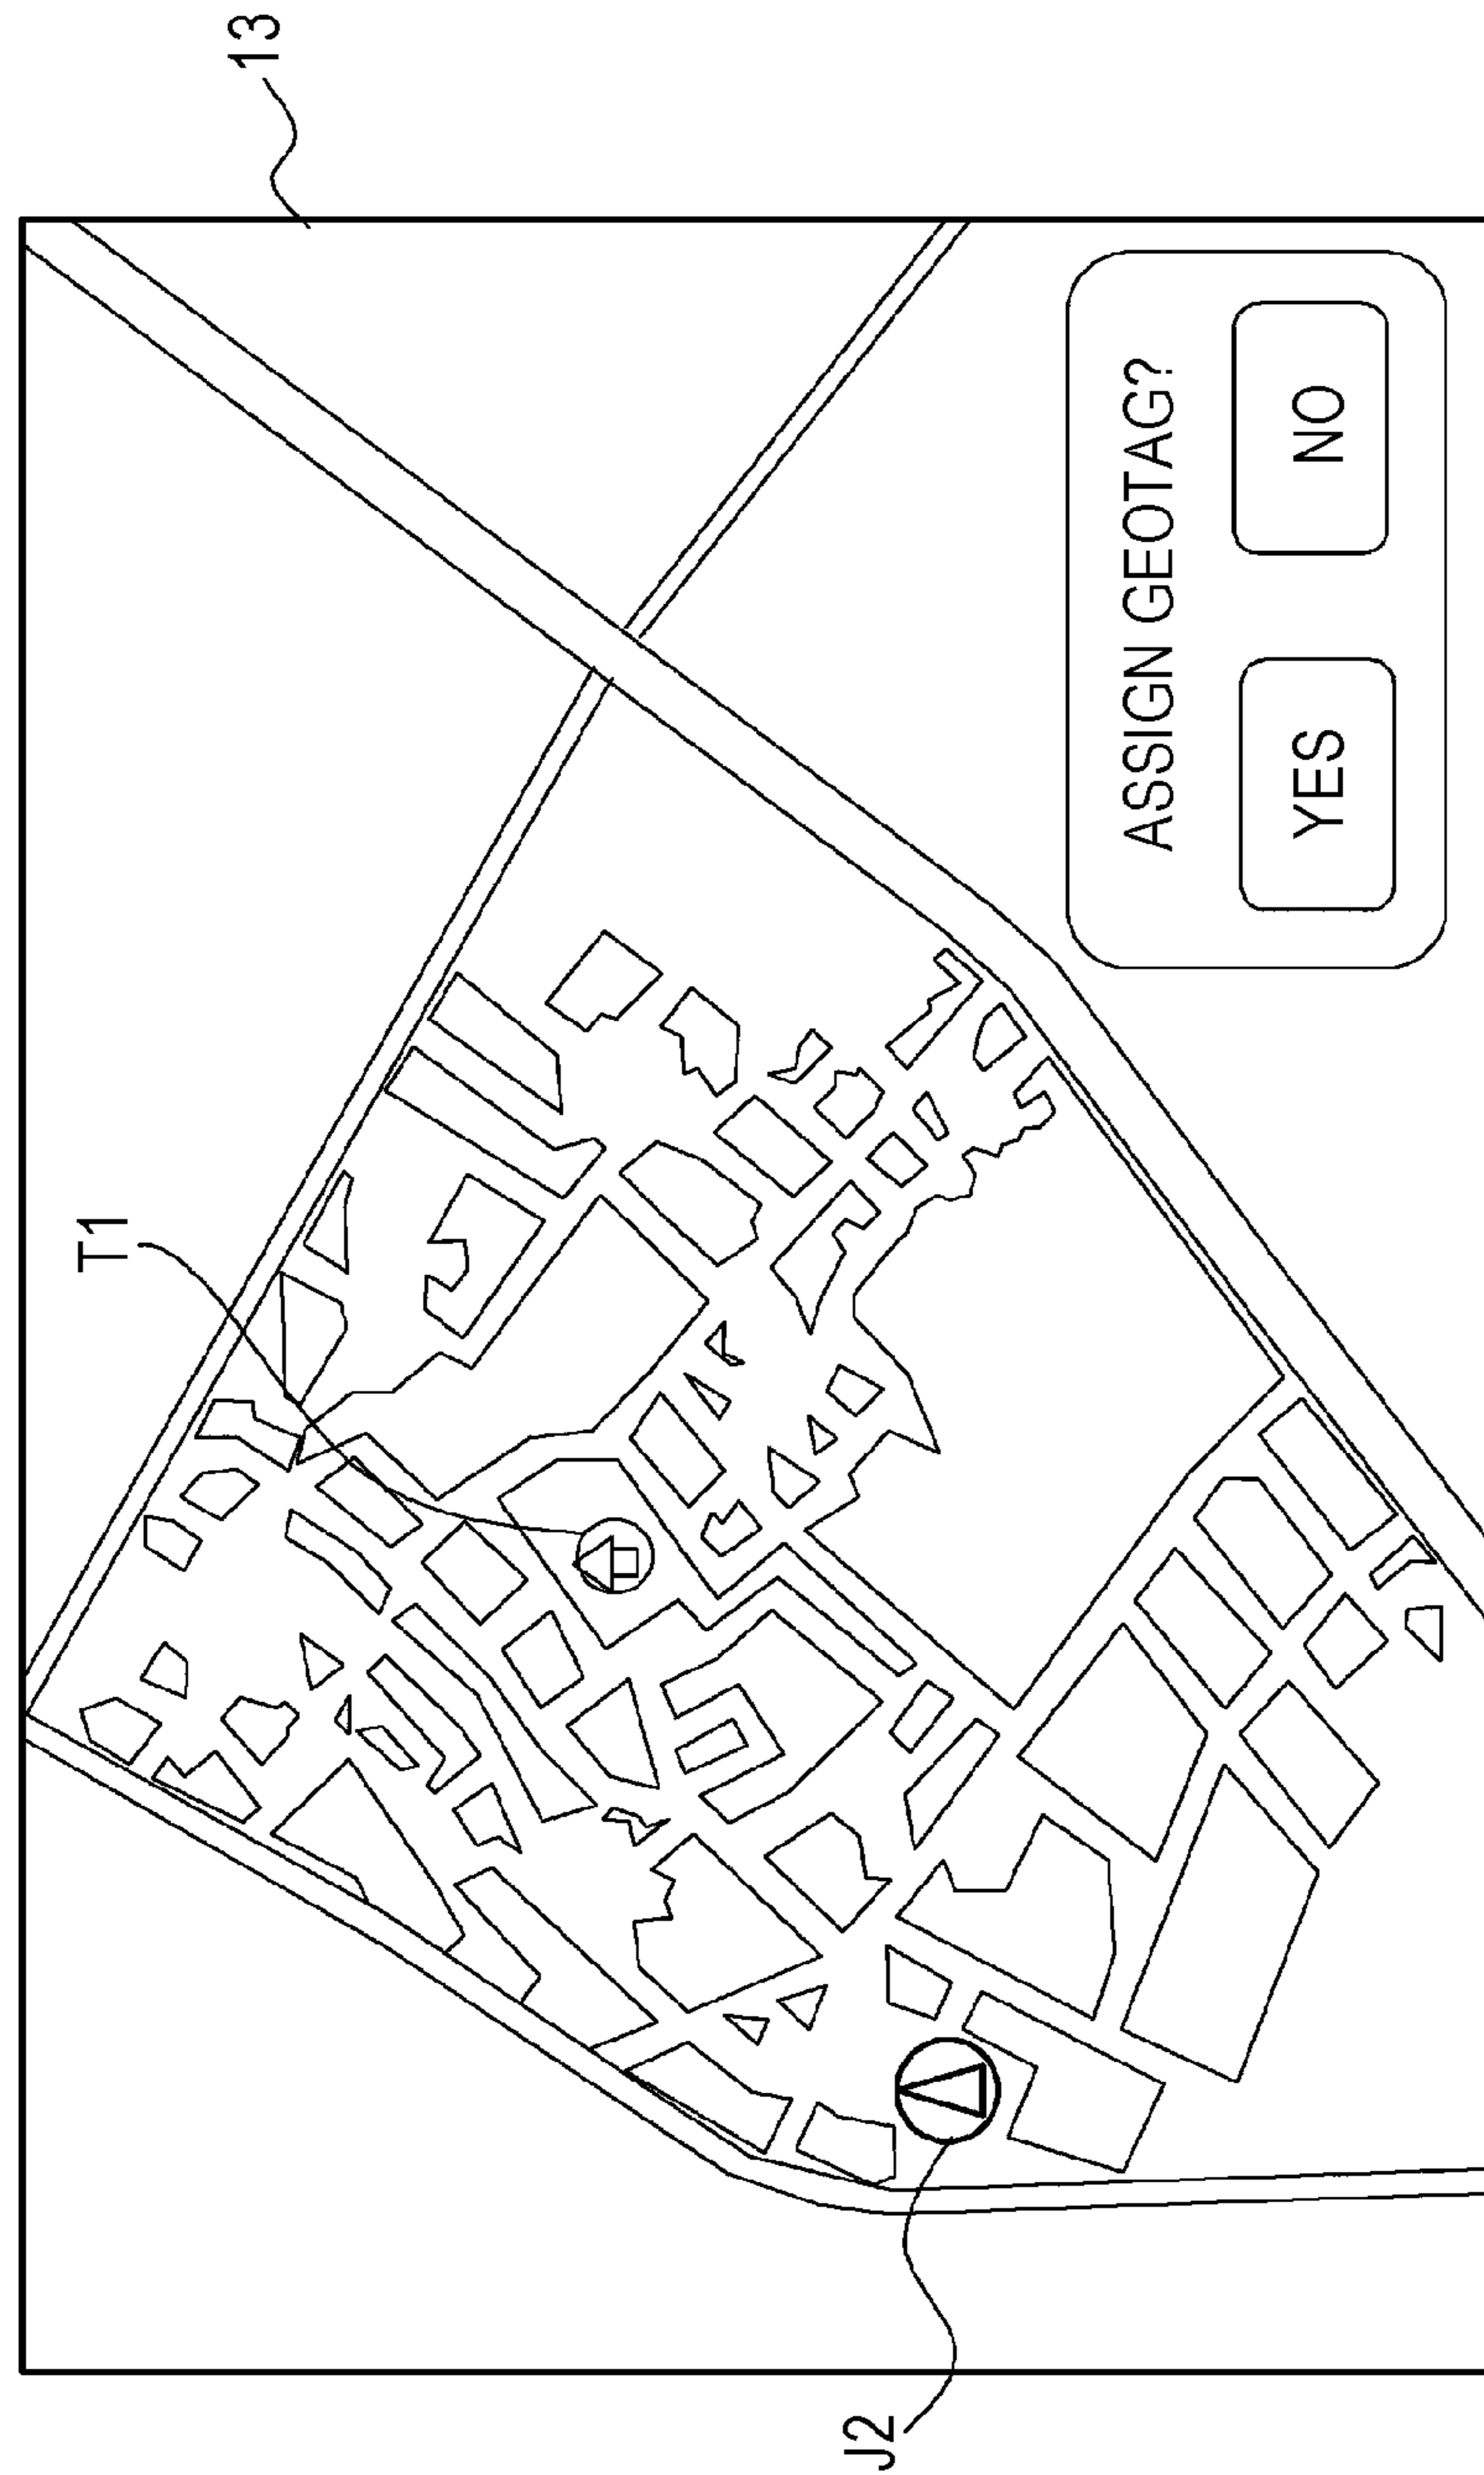 13
T1
ASSIGN GEOTAG?
YES
NO
J2